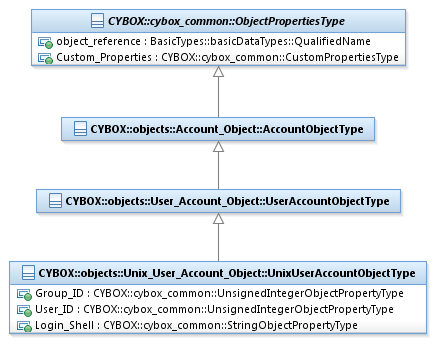 CYBOX::cybox_common::ObjectPropertiesType
object_reference : BasicTypes::basicDataTypes::QualifiedName
Custom_Properties : CYBOX::cybox_common::CustomPropertiesType
CYBOX::objects::Account_Object::AccountObjectType
CYBOX::objects::User_Account_Object::UserAccountObjectType
CYBOX::objects::Unix_User_Account_Object::UnixUserAccountObjectType
Group_ID : CYBOX::cybox_common::UnsignedIntegerObjectPropertyType
User_ID : CYBOX::cybox_common::UnsignedIntegerObjectPropertyType
Login_Shell : CYBOX::cybox_common::StringObjectPropertyType